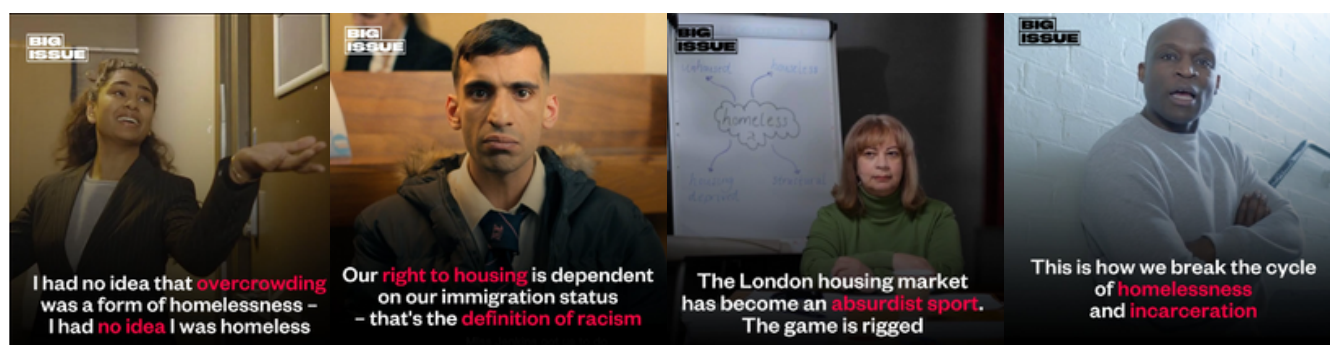 BIG
ISSUE
I had no idea that overcrowding
was a form of homelessness –
I had no idea I was homeless
BIG
ISSUE
Our right to housing is dependent
on our immigration status
– that's the definition of racism
BIG
ISSUE
homeless
homeless
?
structural
The London housing market
has become an absurdist sport.
The game is rigged
BIG
ISSUE
This is how we break the cycle
of homelessness
and incarceration